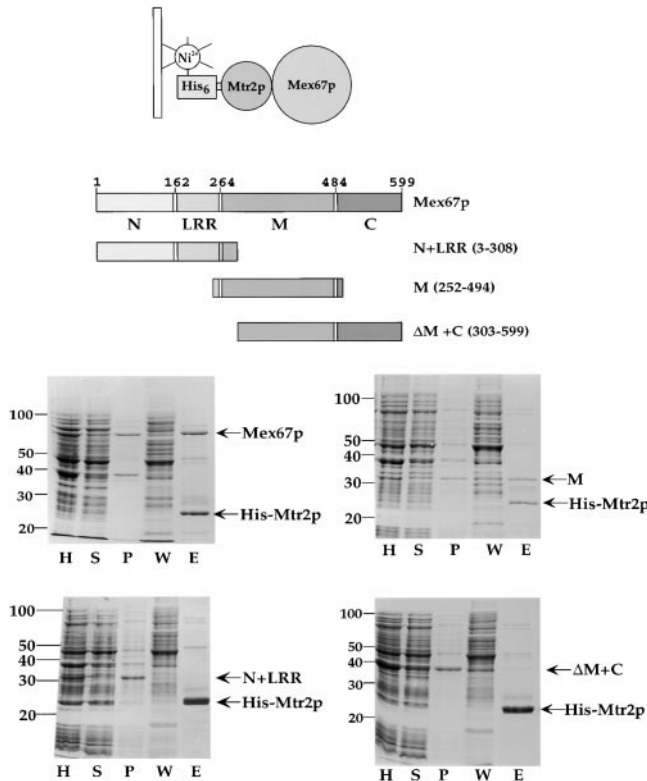 Ni2+
His6 Mtr2p Mex67p
1 162 264 484 599
Mex67p
N LRR M C
N+LRR (3-308)
M (252-494)
ΔM +C (303-599)
100
50
40
30
20
Mex67p
His-Mtr2p
H S P W E
100
50
40
30
20
M
His-Mtr2p
H S P W E
100
50
40
30
20
N+LRR
His-Mtr2p
H S P W E
100
50
40
30
20
ΔM+C
His-Mtr2p
H S P W E